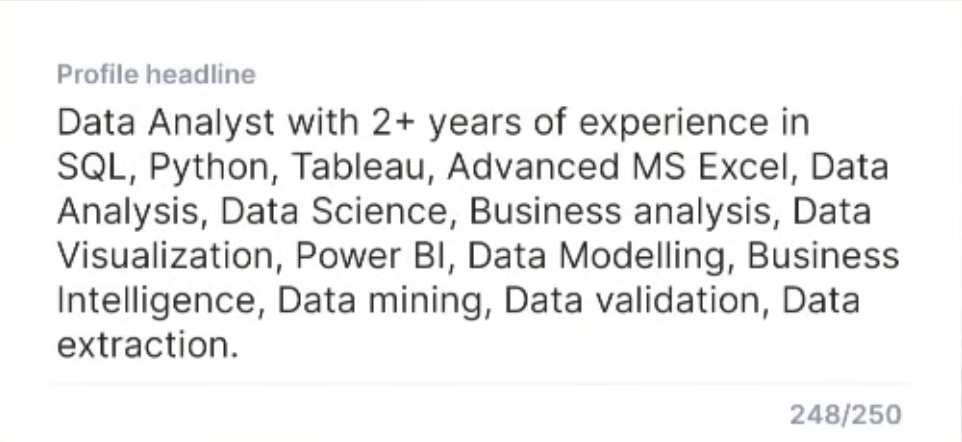 Profile headline
Data Analyst with 2+ years of experience in
SQL, Python, Tableau, Advanced MS Excel, Data
Analysis, Data Science, Business analysis, Data
Visualization, Power BI, Data Modelling, Business
Intelligence, Data mining, Data validation, Data
extraction.
248/250